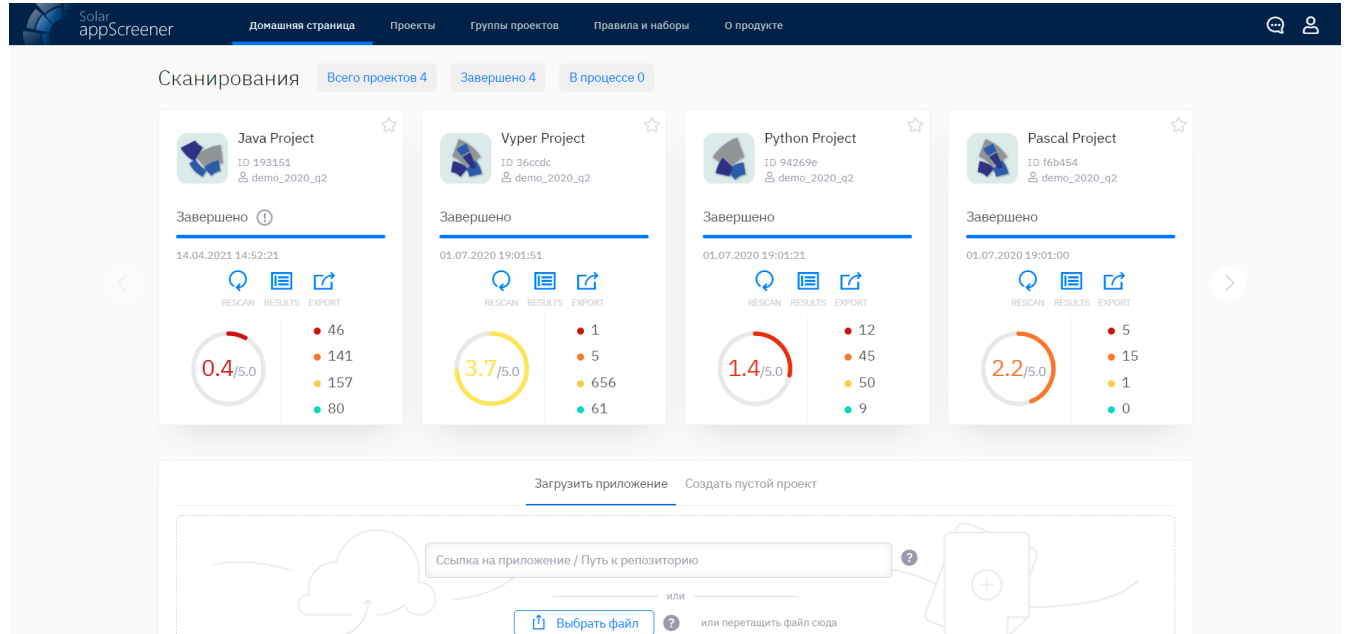 Solar
appScreener
Домашняя страница Проекты Группы проектов Правила и наборы О продукте
Сканирования Всего проектов 4 Завершено 4 В процессе 0
Java Project
ID 193151
demo_2020_q2
Завершено
14.04.2021 14:52:21
RESCAN RESULTS EXPORT
0.4/5.0
46
141
157
80
Vyper Project
ID 36ccdc
demo_2020_q2
Завершено
01.07.2020 19:01:51
RESCAN RESULTS EXPORT
3.7/5.0
1
5
656
61
Python Project
ID 94269e
demo_2020_q2
Завершено
01.07.2020 19:01:21
RESCAN RESULTS EXPORT
1.4/5.0
12
45
50
9
Pascal Project
ID f6b454
demo_2020_q2
Завершено
01.07.2020 19:01:00
RESCAN RESULTS EXPORT
2.2/5.0
5
15
1
0
Загрузить приложение Создать пустой проект
Ссылка на приложение / Путь к репозиторию
?
или
Выбрать файл ? или перетащить файл сюда